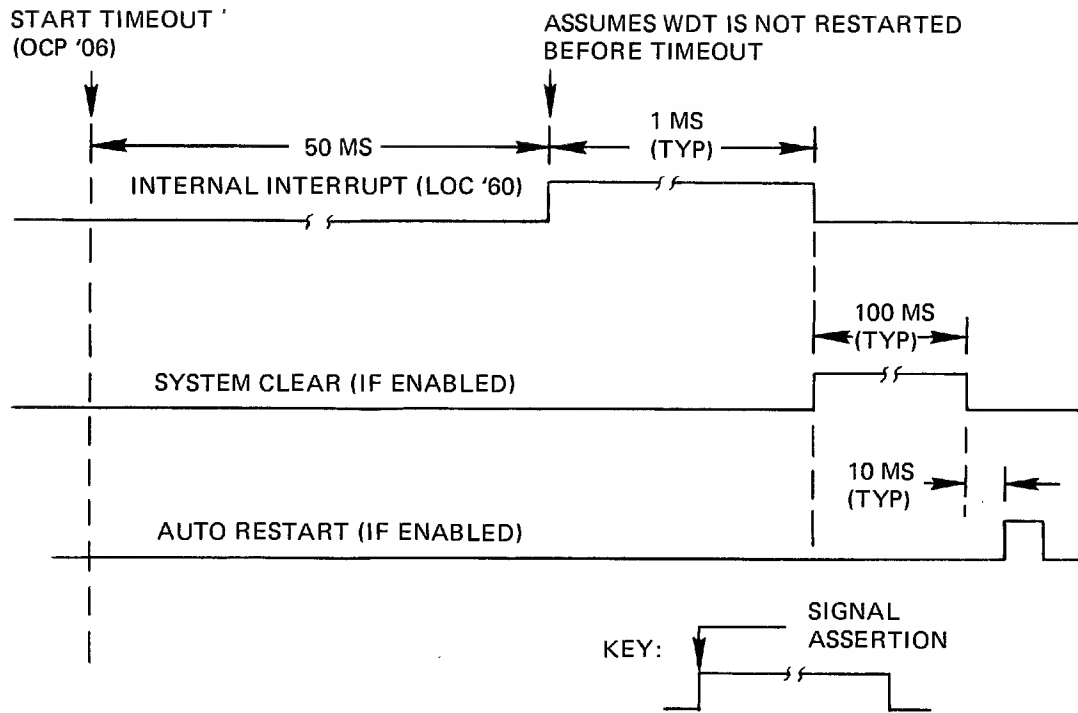 START TIMEOUT '
(OCP '06)
ASSUMES WDT IS NOT RESTARTED
BEFORE TIMEOUT
50 MS
1 MS
(TYP)
INTERNAL INTERRUPT (LOC '60)
100 MS
(TYP)
SYSTEM CLEAR (IF ENABLED)
10 MS
(TYP)
AUTO RESTART (IF ENABLED)
KEY:
SIGNAL
ASSERTION